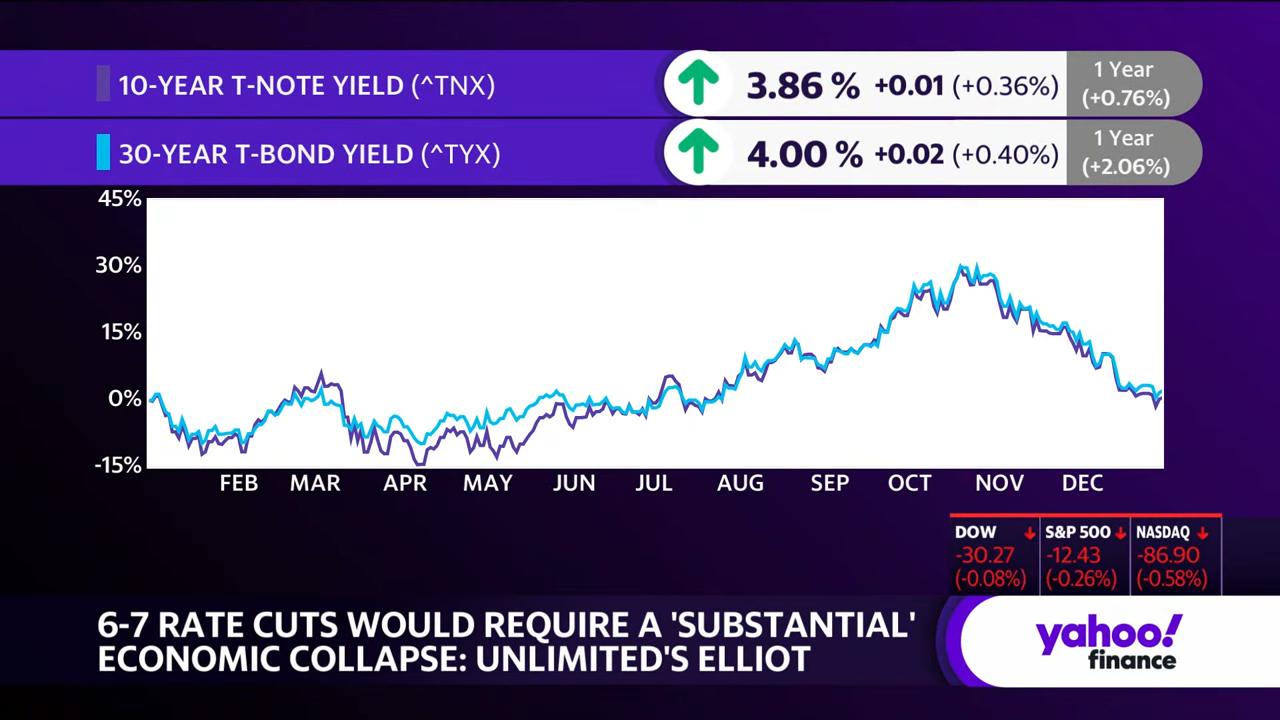 10-YEAR T-NOTE YIELD (^TNX) 3.86 % +0.01 (+0.36%) 1 Year (+0.76%)
30-YEAR T-BOND YIELD (^TYX) 4.00 % +0.02 (+0.40%) 1 Year (+2.06%)
45%
30%
15%
0%
-15%
FEB MAR APR MAY JUN JUL AUG SEP OCT NOV DEC
DOW S&P 500 NASDAQ
-30.27 -12.43 -86.90
(-0.08%) (-0.26%) (-0.58%)
6-7 RATE CUTS WOULD REQUIRE A 'SUBSTANTIAL'
ECONOMIC COLLAPSE: UNLIMITED'S ELLIOT
yahoo!
finance